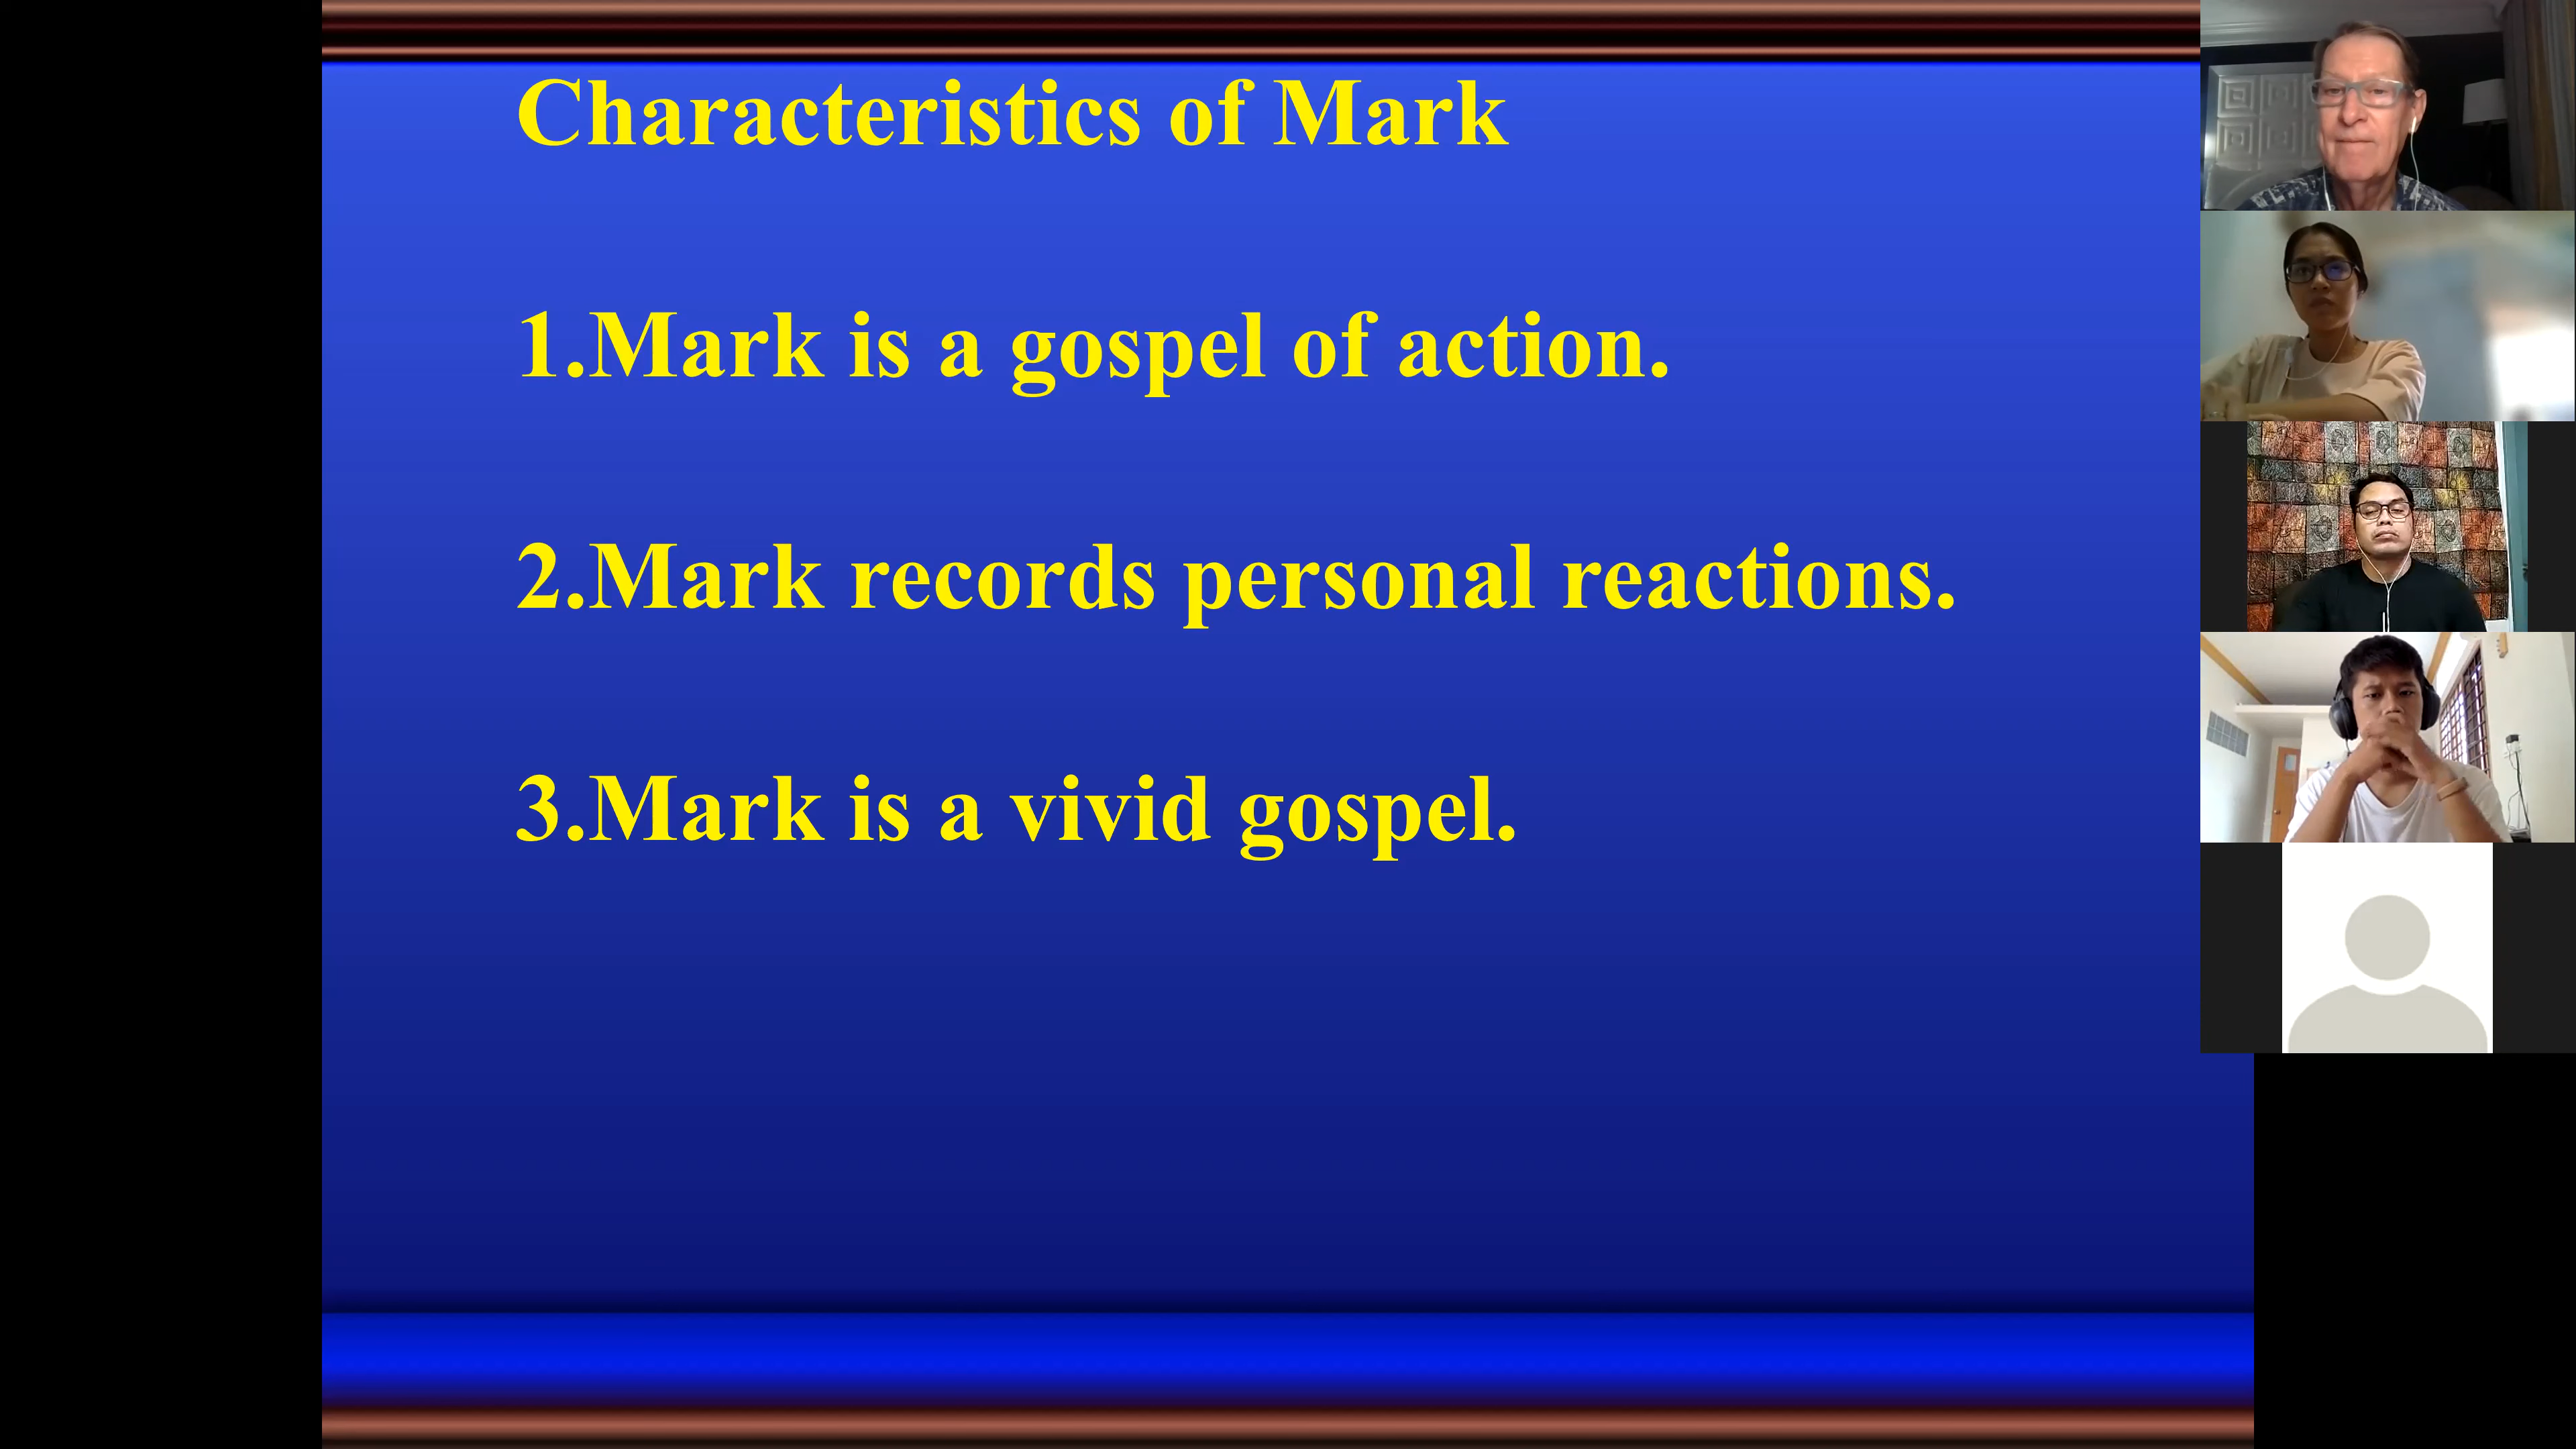 Characteristics of Mark
1.Mark is a gospel of action.
2.Mark records personal reactions.
3.Mark is a vivid gospel.